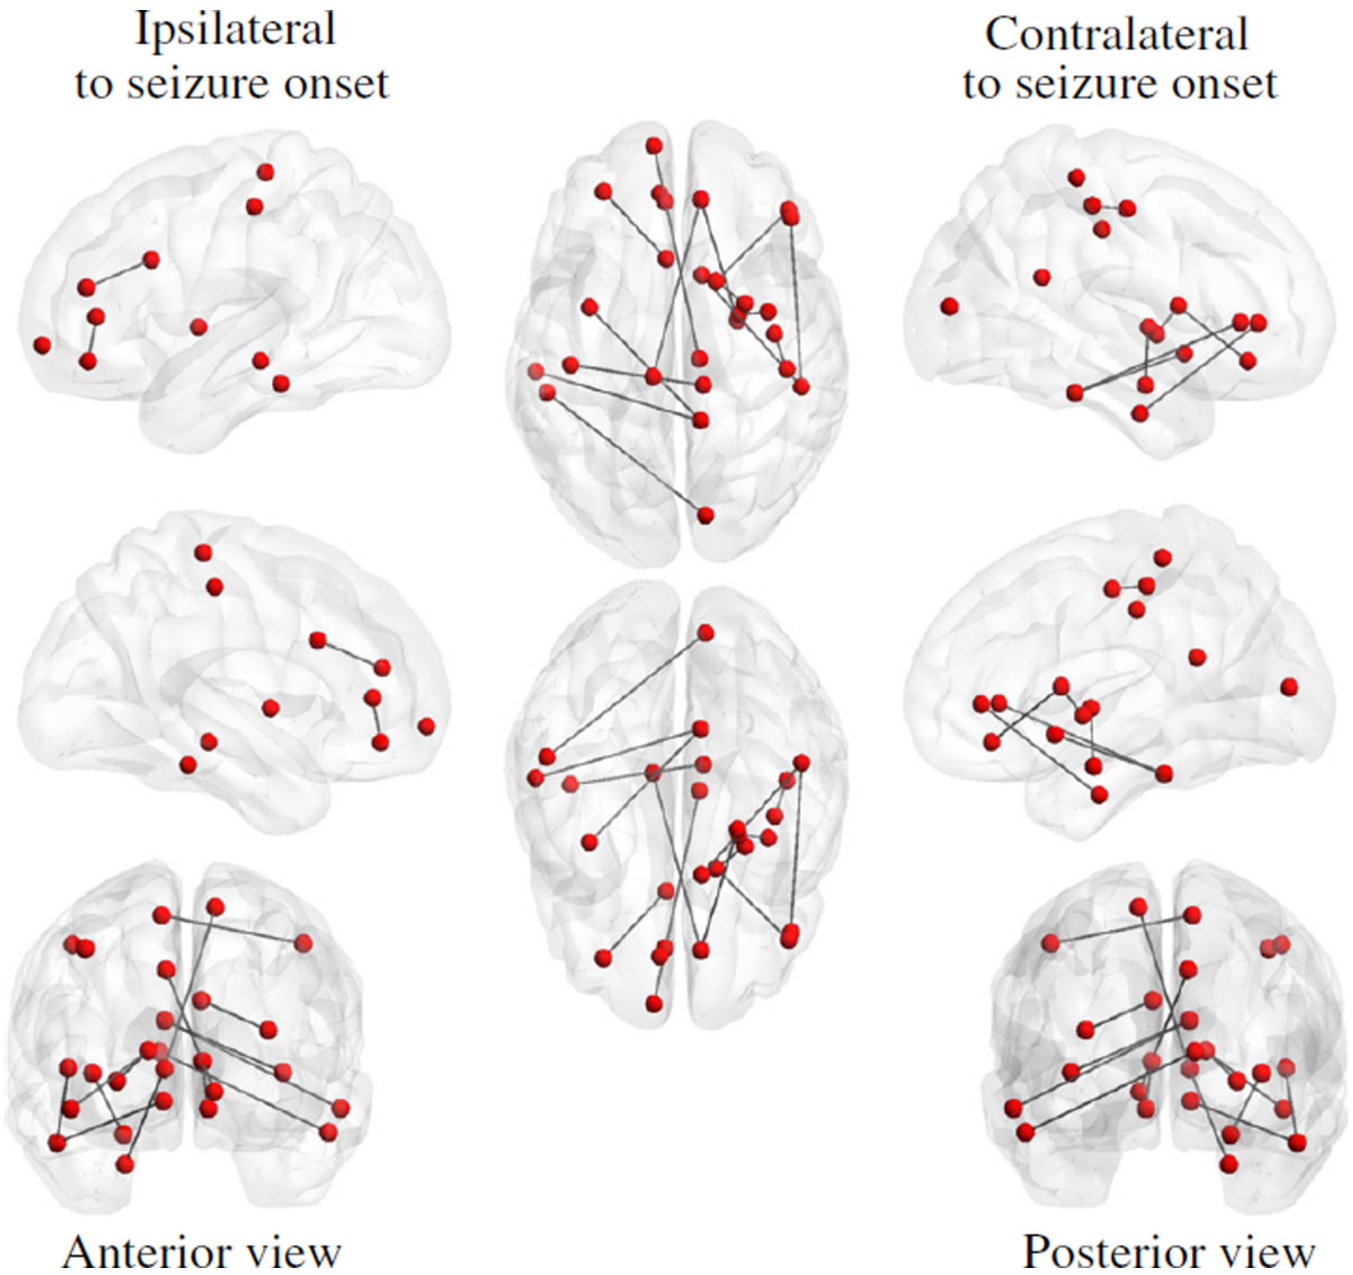 Ipsilateral
to seizure onset
Contralateral
to seizure onset
Anterior view
Posterior view